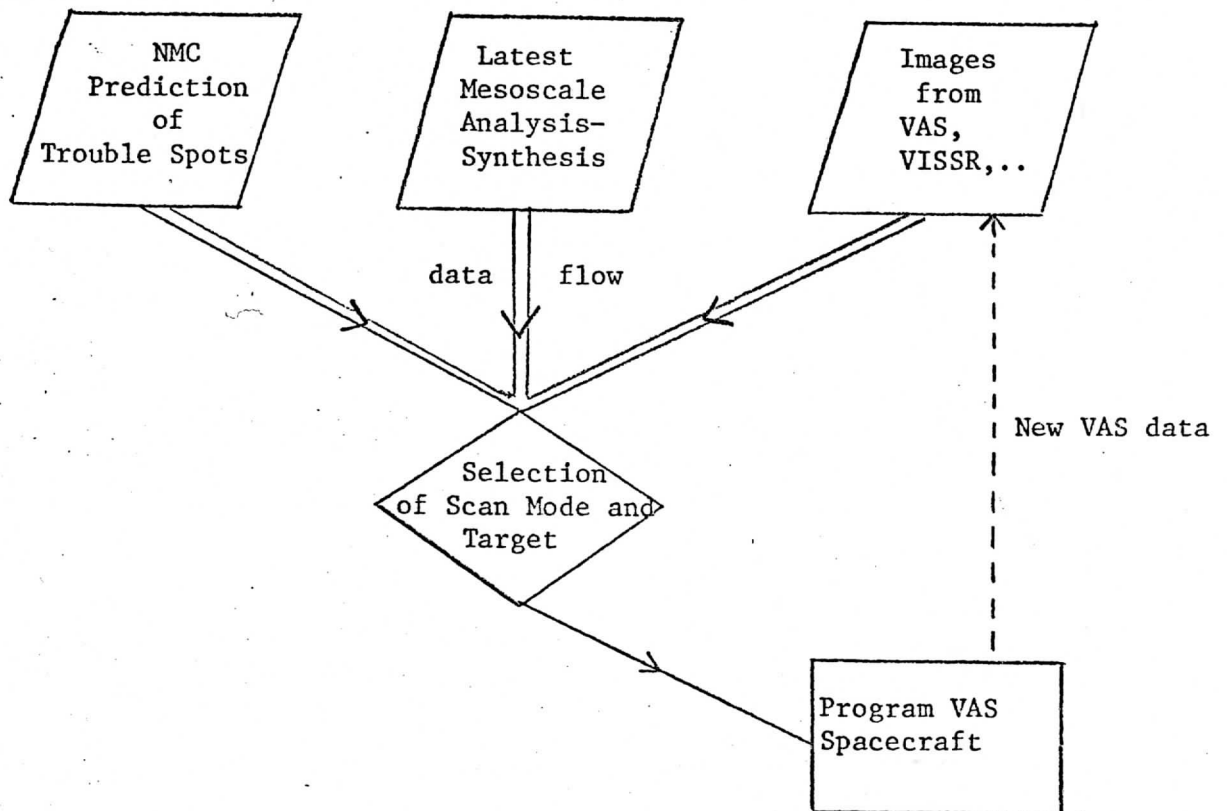 NMC
Prediction
of
Trouble Spots
Latest
Mesoscale
Analysis-
Synthesis
Images
from
VAS,
VISSR,..
data flow
New VAS data
Selection
of Scan Mode and
Target
Program VAS
Spacecraft